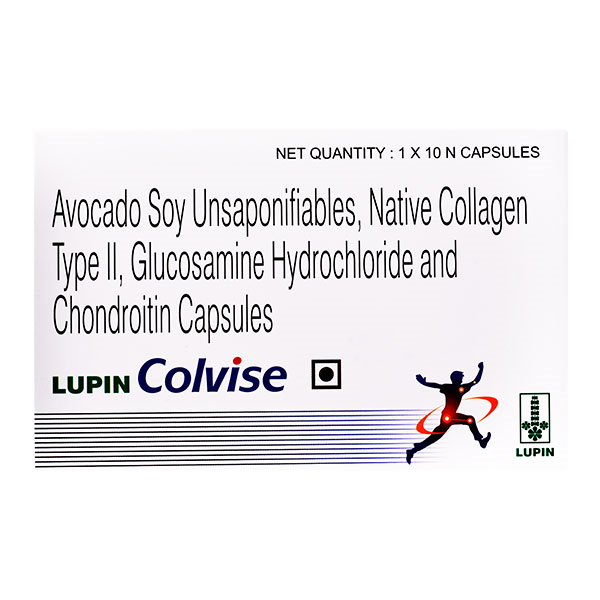 NET QUANTITY : 1 X 10 N CAPSULES
Avocado Soy Unsaponifiables, Native Collagen
Type II, Glucosamine Hydrochloride and
Chondroitin Capsules
LUPIN Colvise
LUPIN